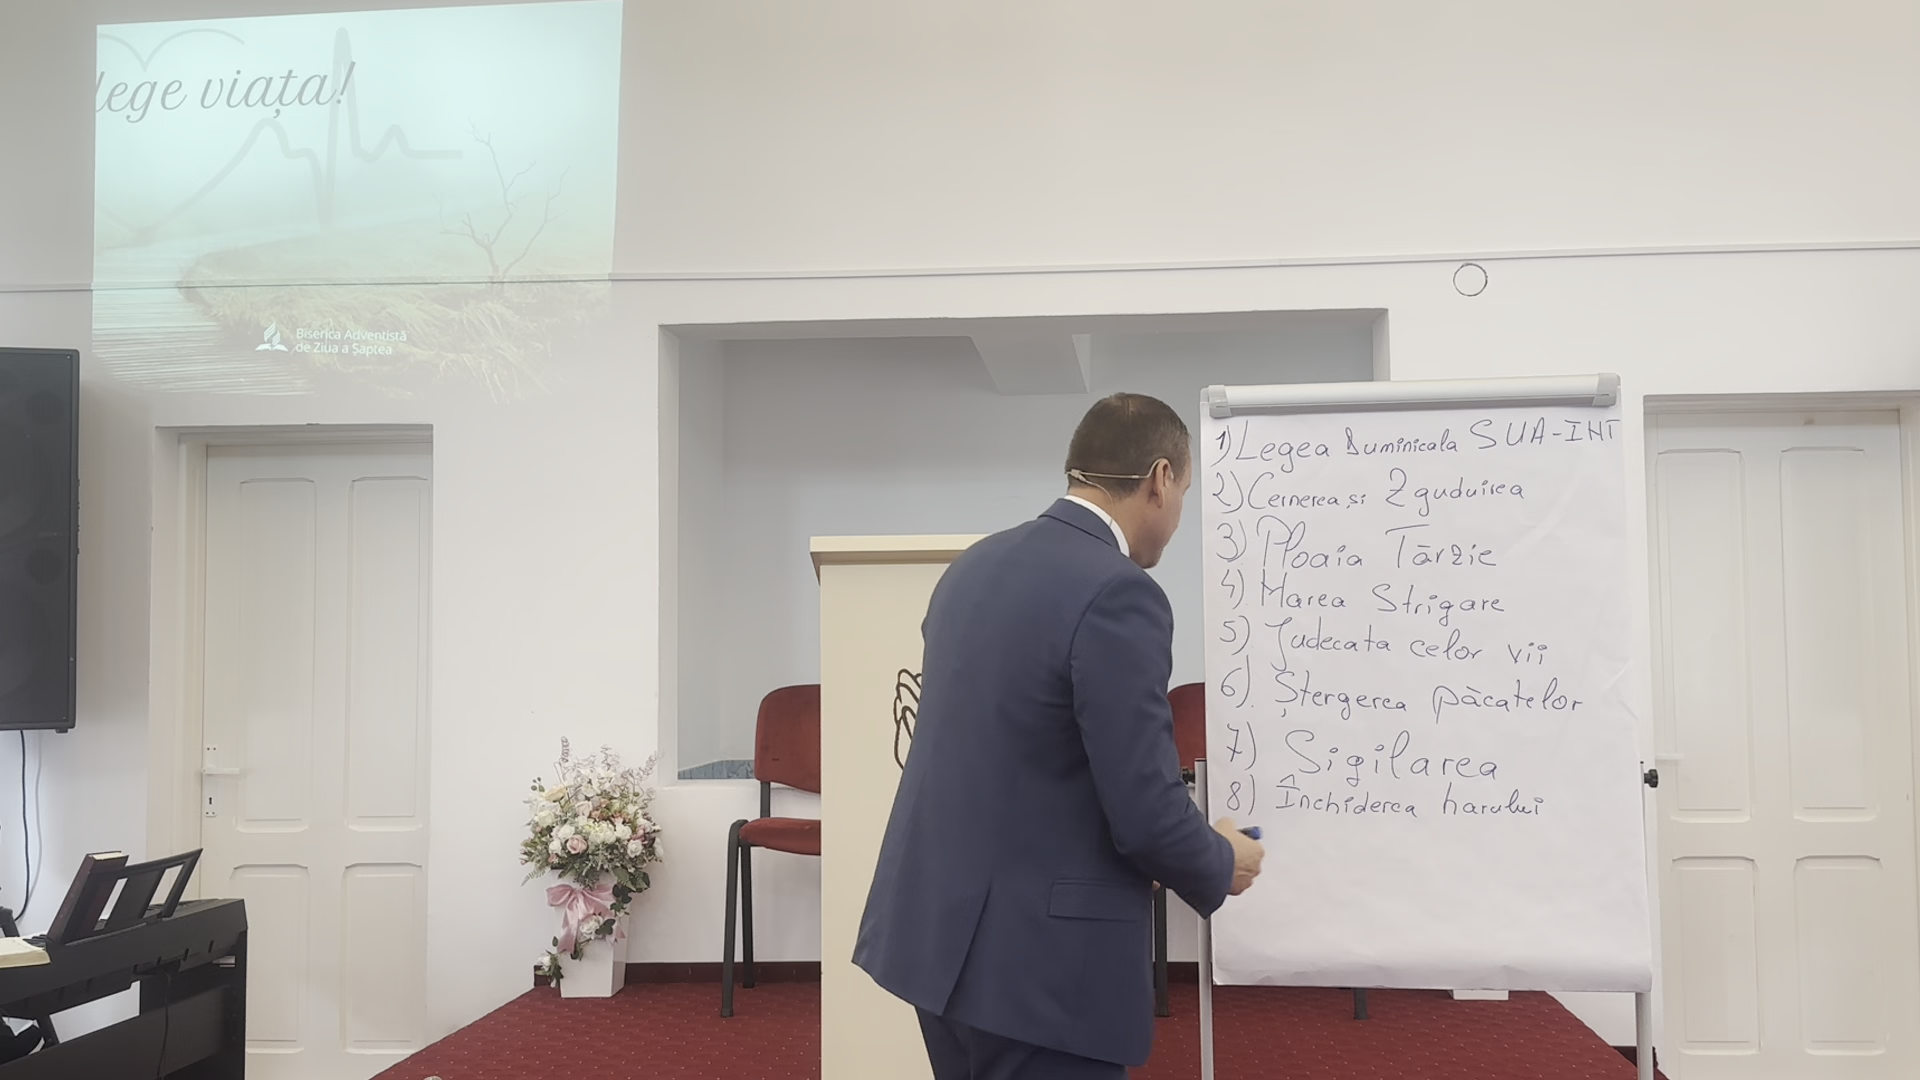 lege viața!
Biserica Adventistă
de Ziua a Șaptea
1) Legea Duminicala SUA-INT
2) Cernerea și Zguduirea
3) Ploaia Târzie
4). Marea Strigare
5). Judecata celor vii
6). Ștergerea păcatelor
7) Sigilarea
8) Închiderea harului